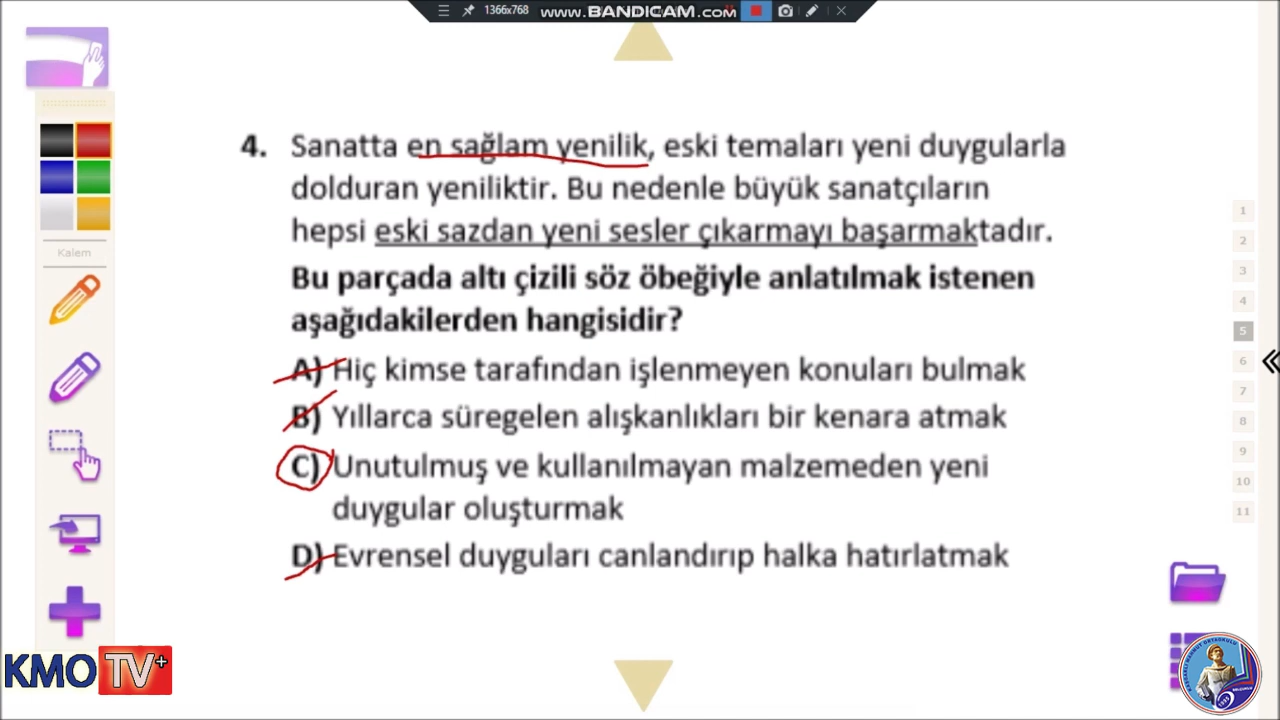 1366x768 www.BANDICAM.com
4. Sanatta en sağlam yenilik, eski temaları yeni duygularla
dolduran yeniliktir. Bu nedenle büyük sanatçıların
hepsi eski sazdan yeni sesler çıkarmayı başarmaktadır.
Bu parçada altı çizili söz öbeğiyle anlatılmak istenen
aşağıdakilerden hangisidir?
A) Hiç kimse tarafından işlenmeyen konuları bulmak
B) Yıllarca süregelen alışkanlıkları bir kenara atmak
C) Unutulmuş ve kullanılmayan malzemeden yeni
duygular oluşturmak
D) Evrensel duyguları canlandırıp halka hatırlatmak
Kalem
1
2
3
4
5
6
7
8
9
10
11
KMO TV+